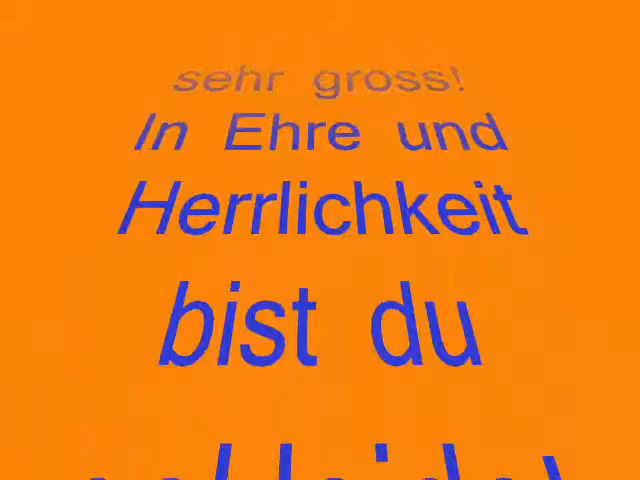 sehr gross!
In Ehre und
Herrlichkeit
bist du